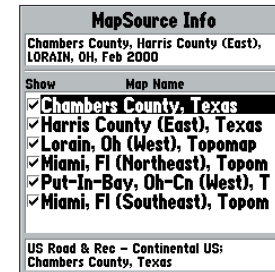 MapSource Info
Chambers County, Harris County (East),
LORAIN, OH, Feb 2000
Show Map Name
Chambers County, Texas
Harris County (East), Texas
Lorain, Oh (West), Topomap
Miami, Fl (Northeast), Topom
Put-In-Bay, Oh-Cn (West), T
Miami, Fl (Southeast), Topom
US Road & Rec - Continental US;
Chambers County, Texas